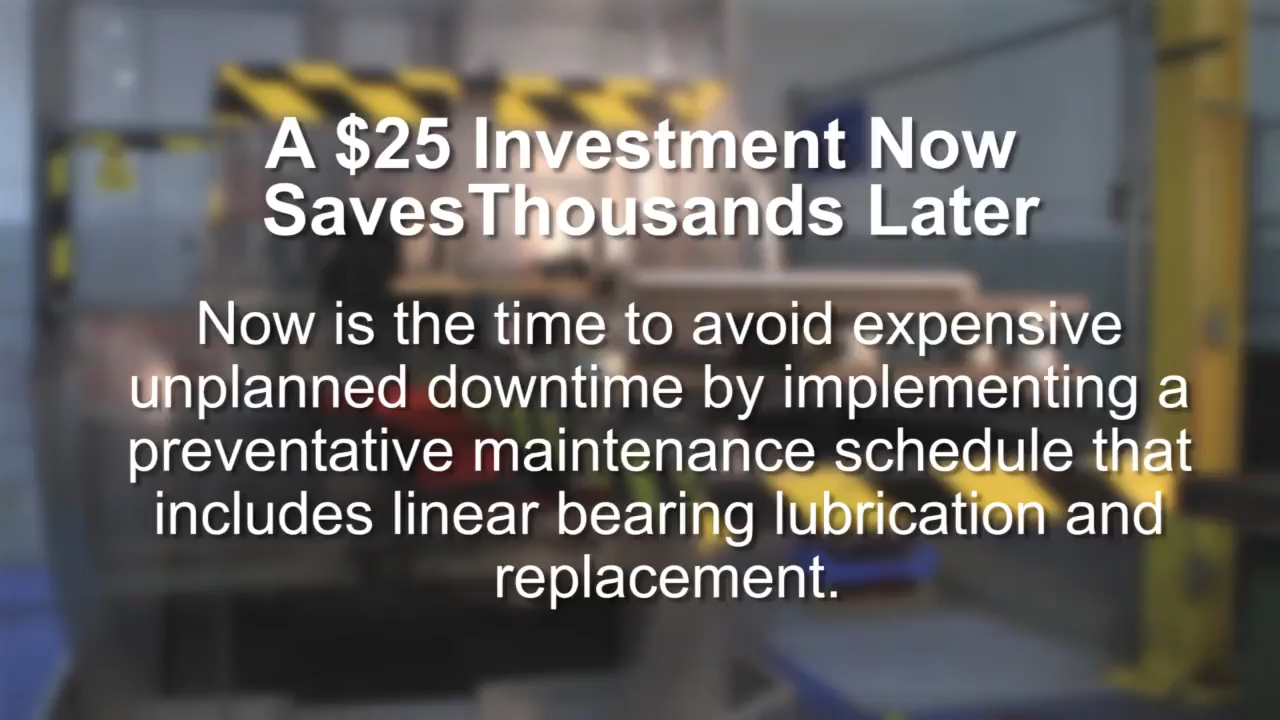 A $25 Investment Now
SavesThousands Later
Now is the time to avoid expensive
unplanned downtime by implementing a
preventative maintenance schedule that
includes linear bearing lubrication and
replacement.